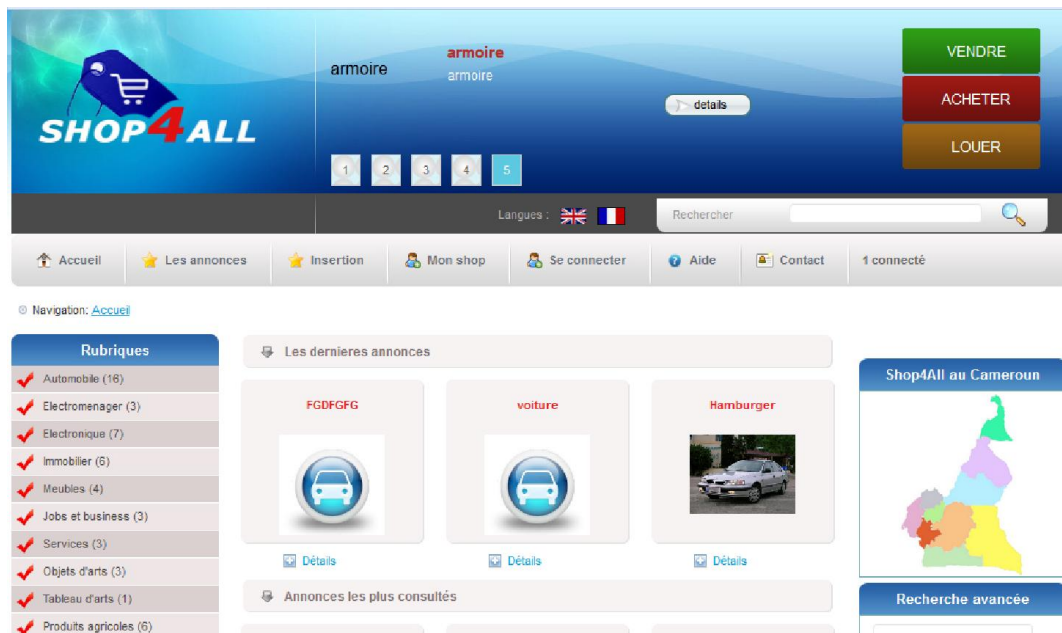 SHOP4ALL
armoire
armoire
armoire
details
1 2 3 4 5
VENDRE
ACHETER
LOUER
Langues :
Rechercher
Accueil Les annonces Insertion Mon shop Se connecter Aide Contact 1 connecté
Navigation: Accueil
Rubriques
Automobile (16)
Electromenager (3)
Electronique (7)
Immobilier (6)
Meubles (4)
Jobs et business (3)
Services (3)
Objets d'arts (3)
Tableau d'arts (1)
Produits agricoles (6)
Les dernieres annonces
FGDFGFG voiture Hamburger
Détails Détails Détails
Annonces les plus consultés
Shop4All au Cameroun
Recherche avancée